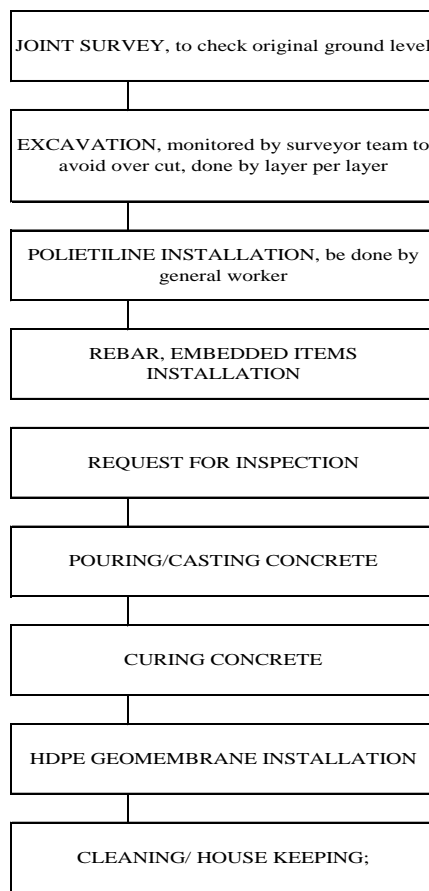 JOINT SURVEY, to check original ground level
EXCAVATION, monitored by surveyor team to
avoid over cut, done by layer per layer
POLIETILINE INSTALLATION, be done by
general worker
REBAR, EMBEDDED ITEMS
INSTALLATION
REQUEST FOR INSPECTION
POURING/CASTING CONCRETE
CURING CONCRETE
HDPE GEOMEMBRANE INSTALLATION
CLEANING/ HOUSE KEEPING;